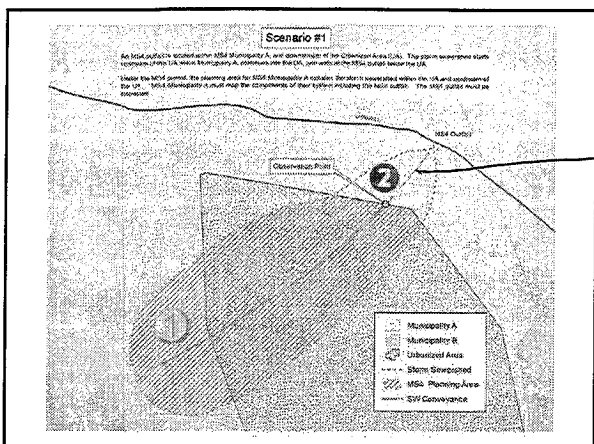 Scenario #1
An MS4 outfall is located within MS4 Municipality A, and downstream of the Urbanized Area (UA). The storm sewershed starts
upstream of the UA within Municipality A, continues into the UA, and exits at the MS4 outfall below the UA.
Under the MS4 permit, the planning area for MS4 Municipality A includes the storm sewershed within the UA and upstream of
the UA. MS4 Municipality A must map the components of their system including the MS4 outfall. The MS4 outfall must be
MS4 Outfall
Observation Point
2
1
Municipality A
Municipality B
Urbanized Area
Storm Sewershed
MS4 Planning Area
SW Conveyance